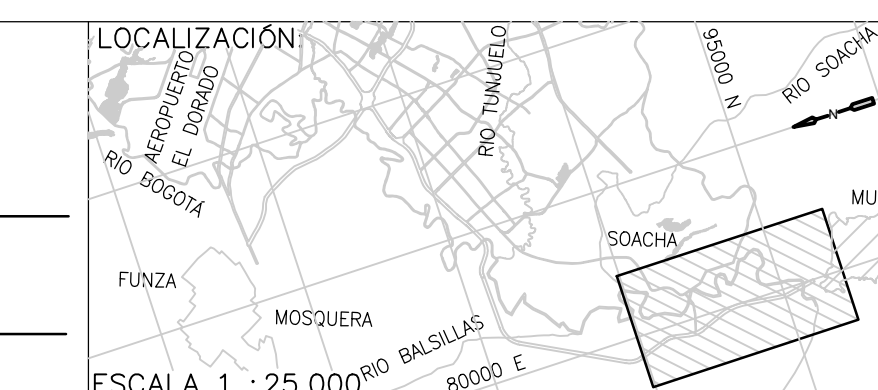 LOCALIZACIÓN:
AEROPUERTO
EL DORADO
RIO BOGOTÁ
RIO TUNJUELO
95000 N
RIO SOACHA
N
MU
SOACHA
FUNZA
MOSQUERA
RIO BALSILLAS
80000 E
ESCALA 1 : 25.000